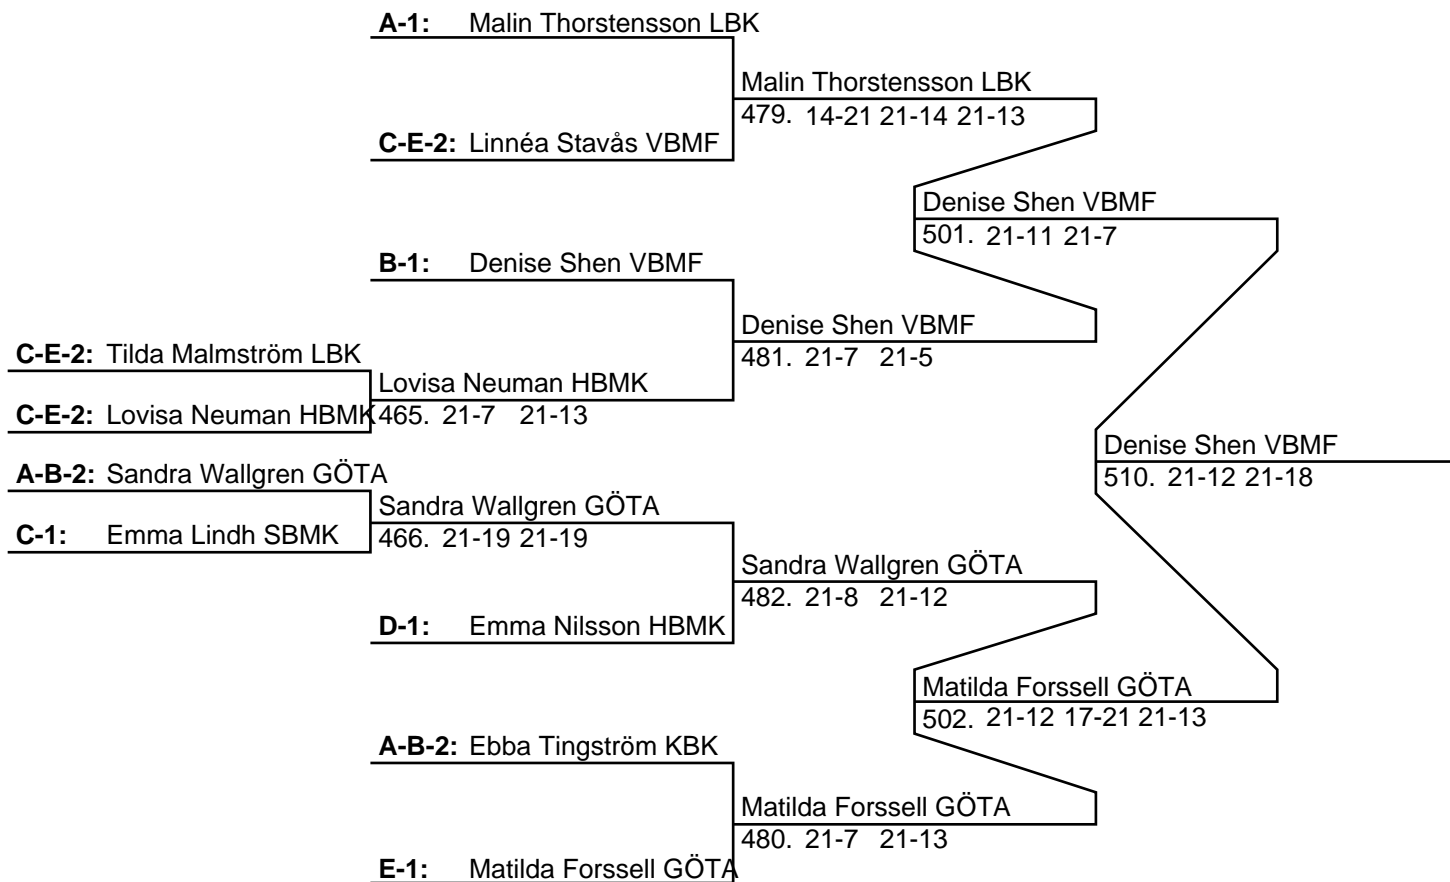 A-1: Malin Thorstensson LBK
Malin Thorstensson LBK
479. 14-21 21-14 21-13
C-E-2: Linnéa Stavås VBMF
Denise Shen VBMF
501. 21-11 21-7
B-1: Denise Shen VBMF
Denise Shen VBMF
481. 21-7 21-5
C-E-2: Tilda Malmström LBK
Lovisa Neuman HBMK
465. 21-7 21-13
C-E-2: Lovisa Neuman HBMK
Denise Shen VBMF
510. 21-12 21-18
A-B-2: Sandra Wallgren GÖTA
Sandra Wallgren GÖTA
466. 21-19 21-19
C-1: Emma Lindh SBMK
Sandra Wallgren GÖTA
482. 21-8 21-12
D-1: Emma Nilsson HBMK
Matilda Forssell GÖTA
502. 21-12 17-21 21-13
A-B-2: Ebba Tingström KBK
Matilda Forssell GÖTA
480. 21-7 21-13
E-1: Matilda Forssell GÖTA